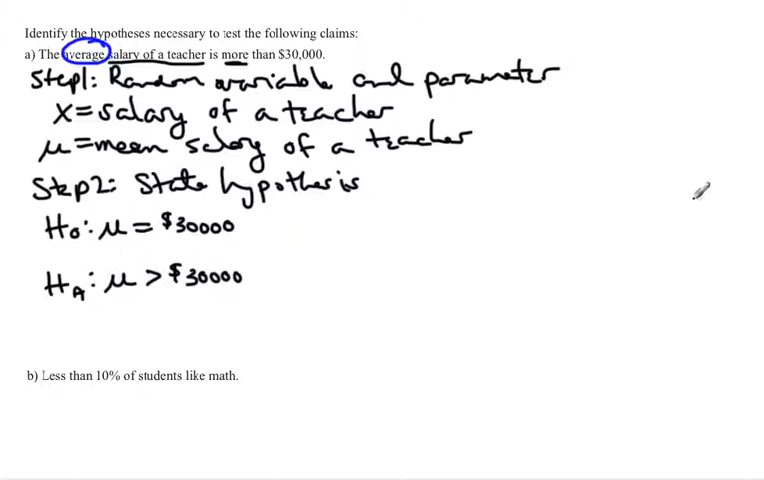 Identify the hypotheses necessary to test the following claims:
a) The average salary of a teacher is more than $30,000.
Step1: Random variable and parameter
x = salary of a teacher
μ = mean salary of a teacher
Step2: State hypothesis
H₀: μ = $30000
H_A: μ > $30000
b) Less than 10% of students like math.